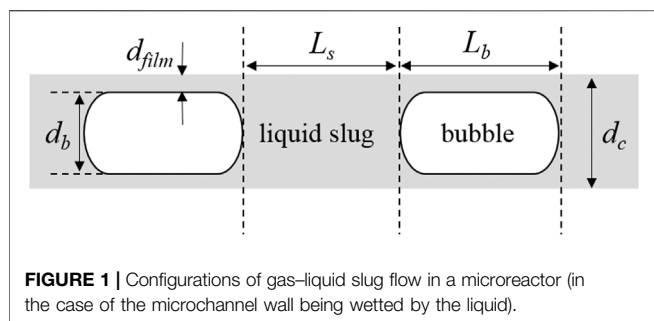 d_film
L_s
L_b
d_b
liquid slug
bubble
d_c
FIGURE 1 | Configurations of gas–liquid slug flow in a microreactor (in
the case of the microchannel wall being wetted by the liquid).